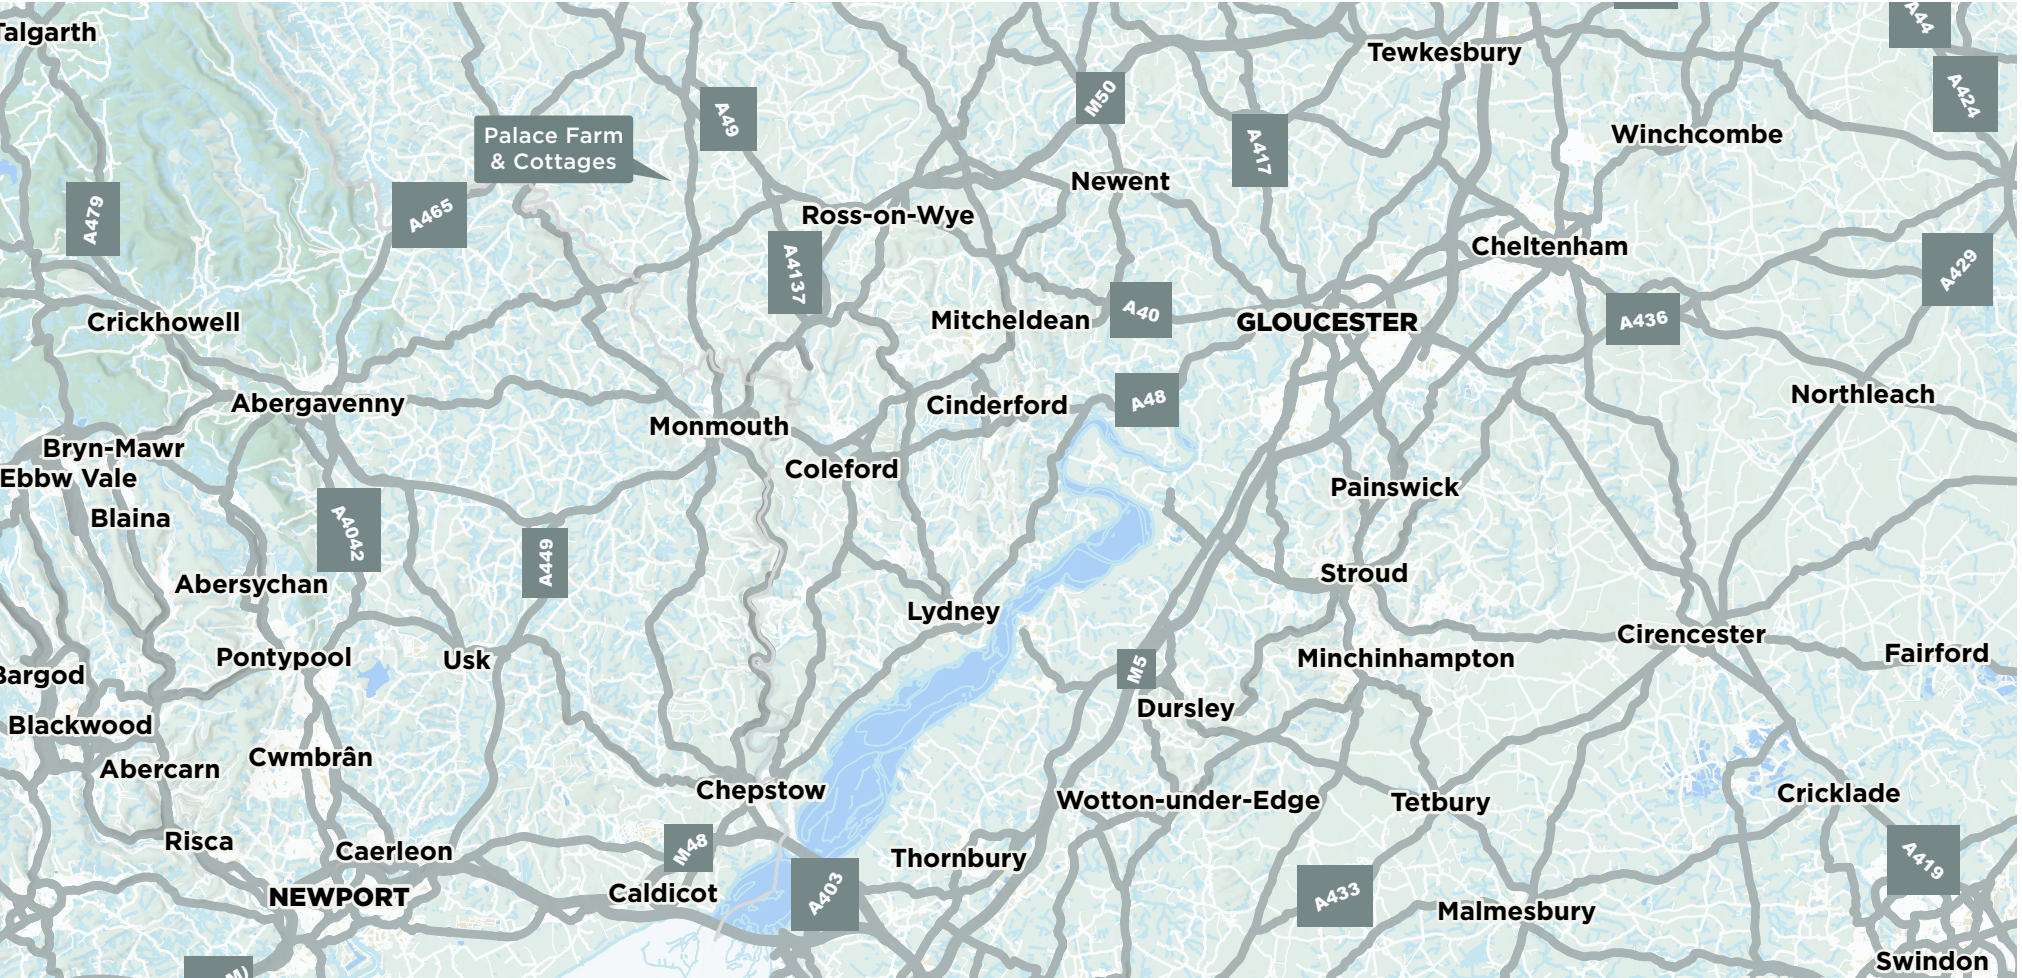 Talgarth
A44
Tewkesbury
A424
M50
A49
Palace Farm
& Cottages
A417
Winchcombe
Newent
A479
A465
Ross-on-Wye
Cheltenham
A429
A4137
Crickhowell
Mitcheldean
A40
GLOUCESTER
A436
Abergavenny
Cinderford
A48
Northleach
Monmouth
Bryn-Mawr
Coleford
Ebbw Vale
Painswick
Blaina
A4042
A449
Abersychan
Stroud
Lydney
Cirencester
Pontypool
Usk
Minchinhampton
Fairford
Bargod
M5
Dursley
Blackwood
Cwmbrân
Abercarn
Chepstow
Wotton-under-Edge
Tetbury
Cricklade
Risca
Caerleon
M48
Thornbury
A419
NEWPORT
Caldicot
A403
A433
Malmesbury
Swindon
M)